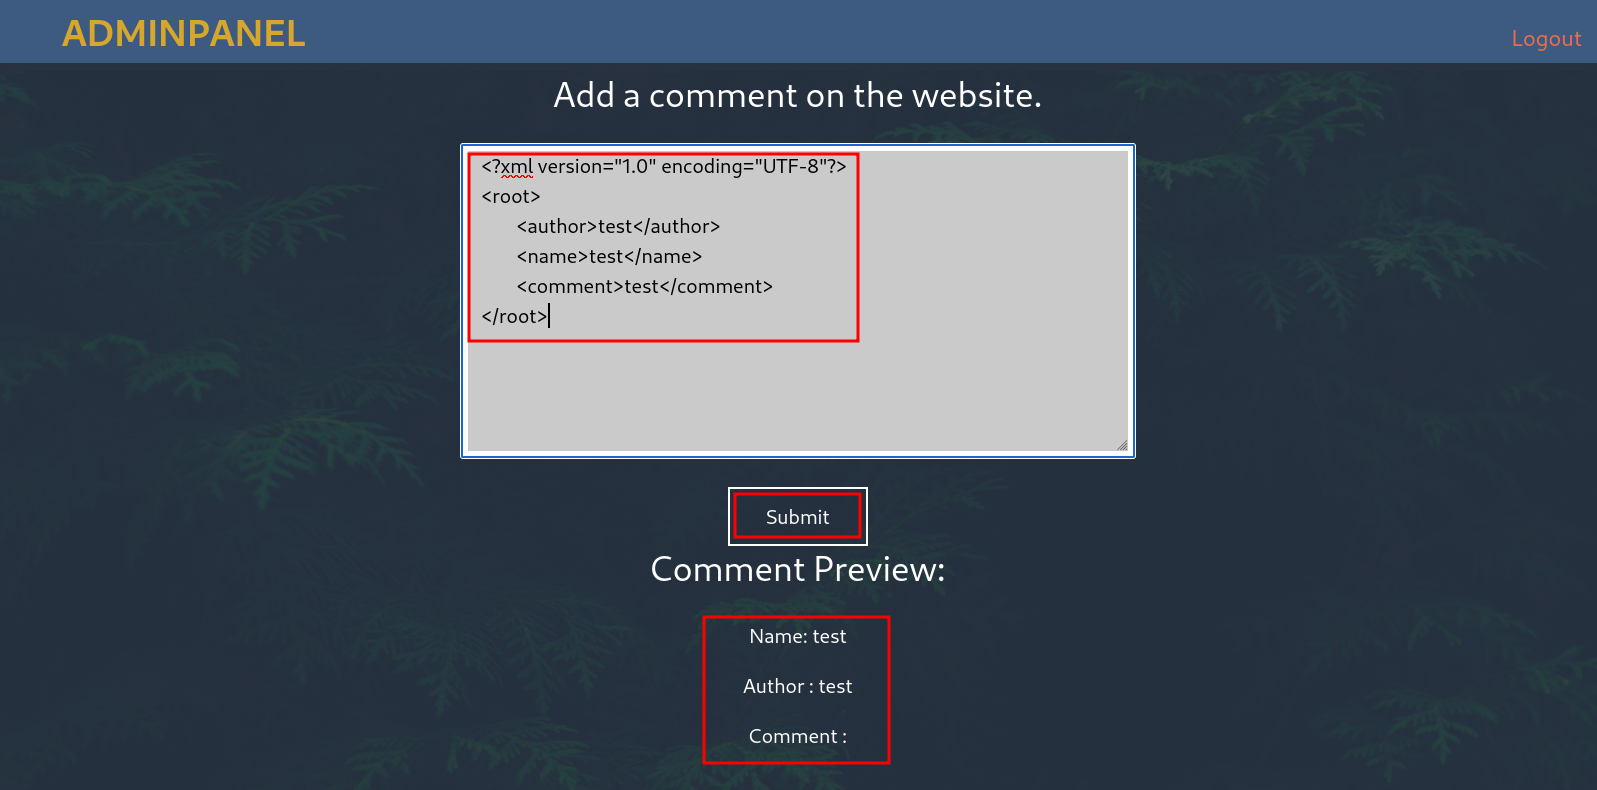 ADMINPANEL
Logout
Add a comment on the website.
<?xml version="1.0" encoding="UTF-8"?>
<root>
<author>test</author>
<name>test</name>
<comment>test</comment>
</root>
Submit
Comment Preview:
Name: test
Author : test
Comment :